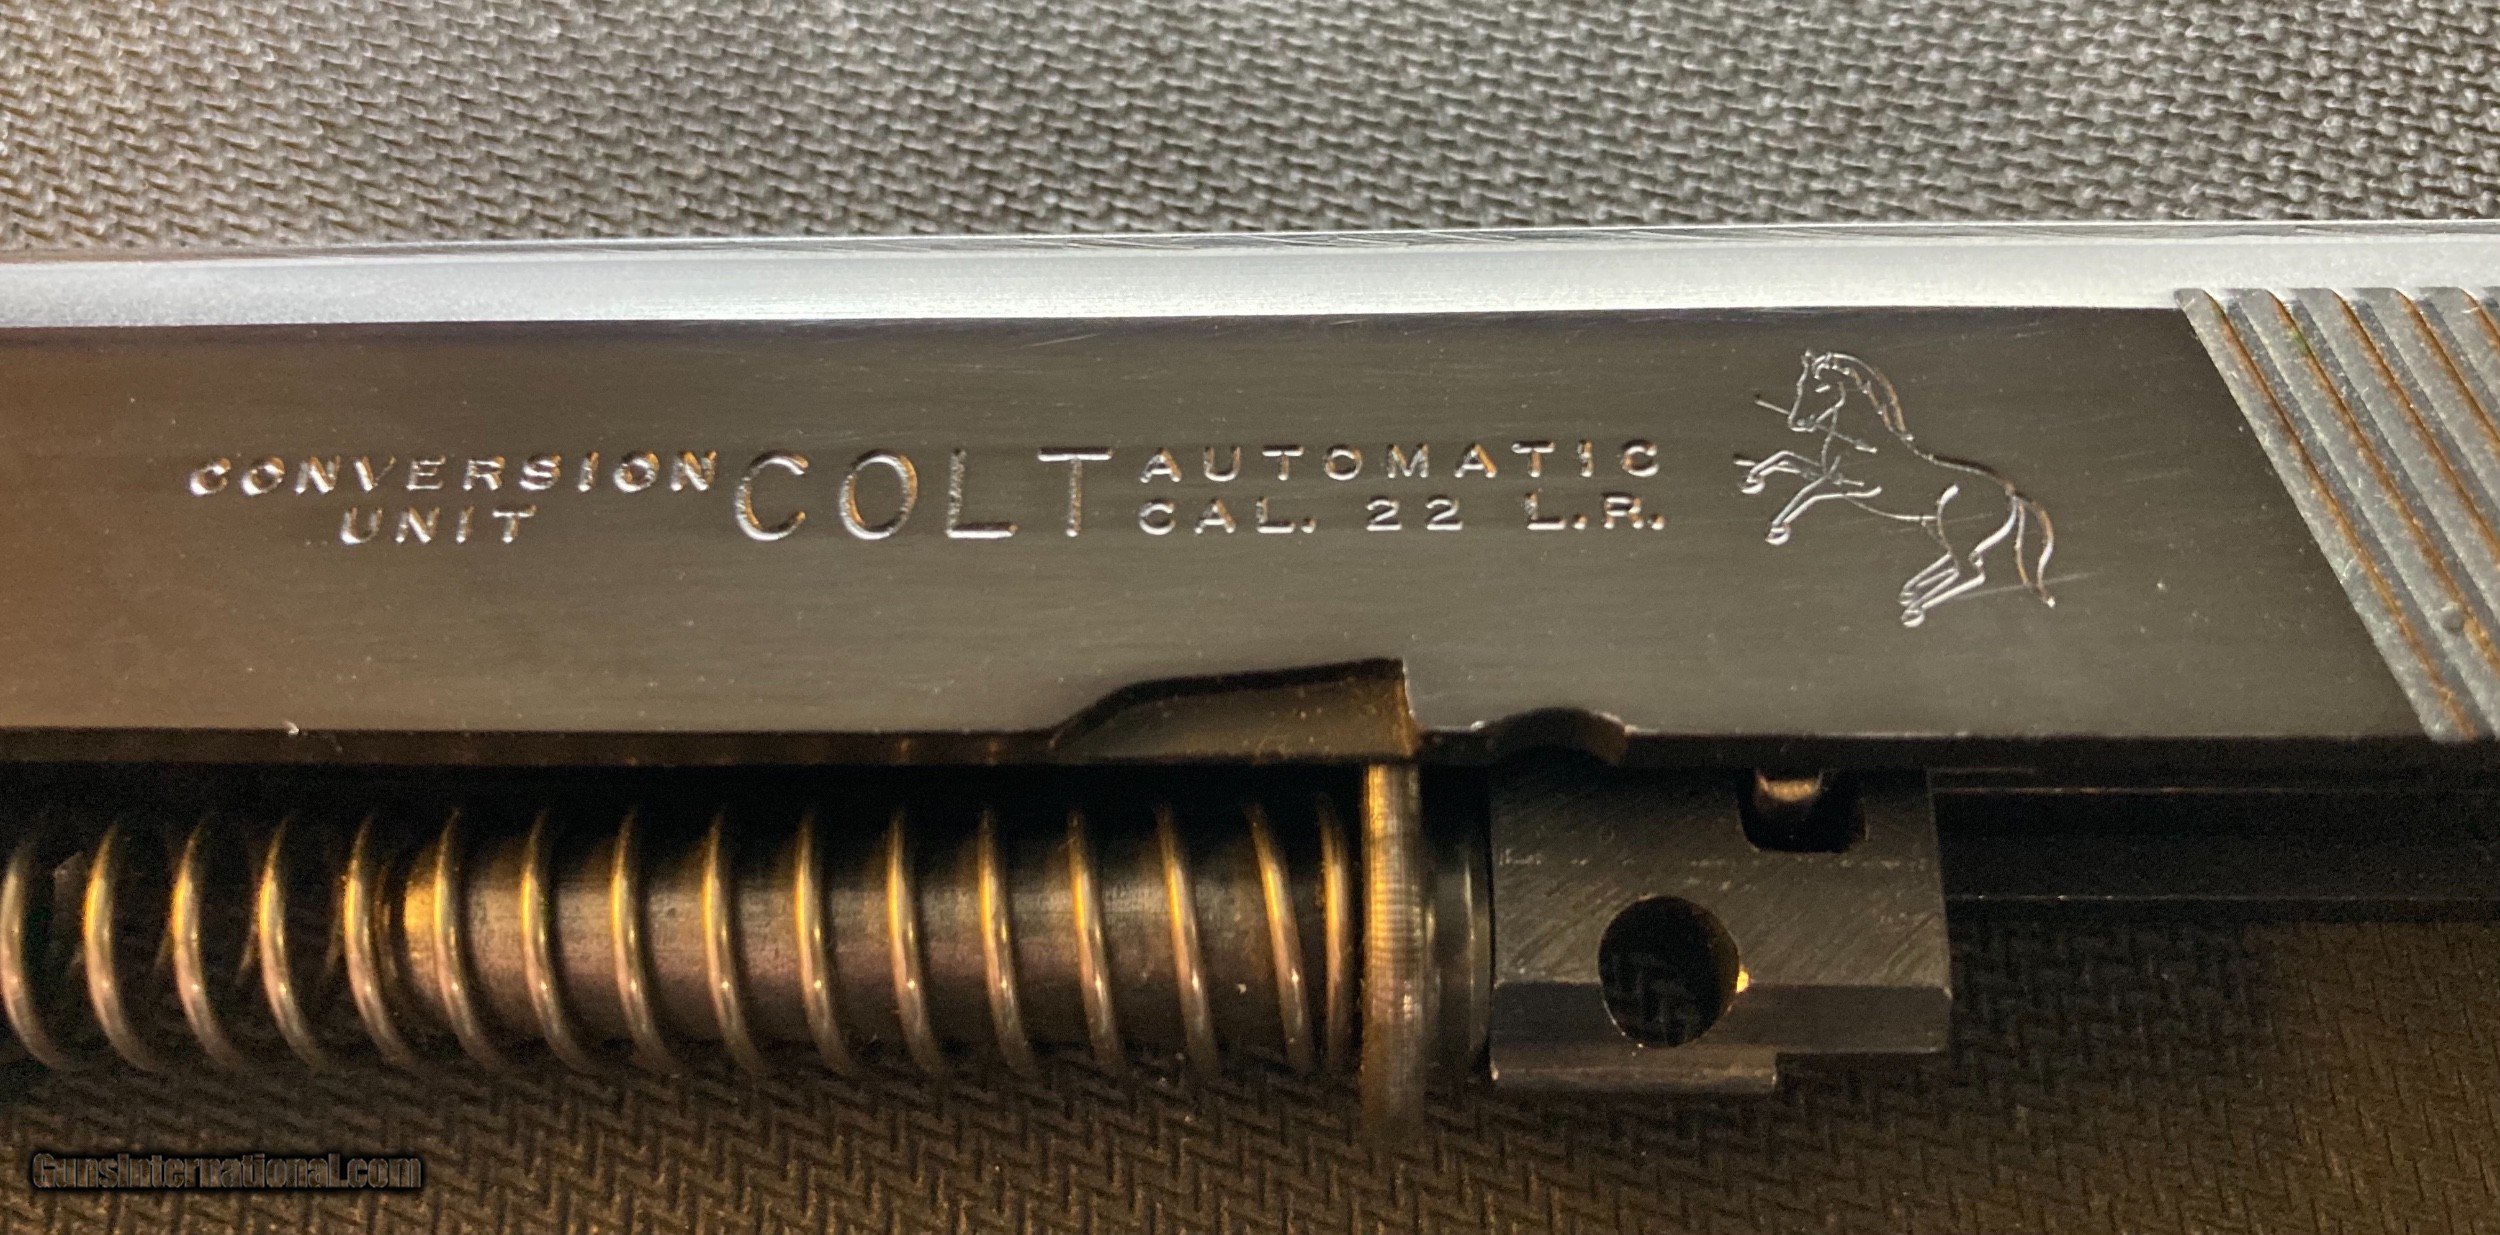 CONVERSION
UNIT
COLT
AUTOMATIC
CAL. 22 L.R.
GunsInternational.com